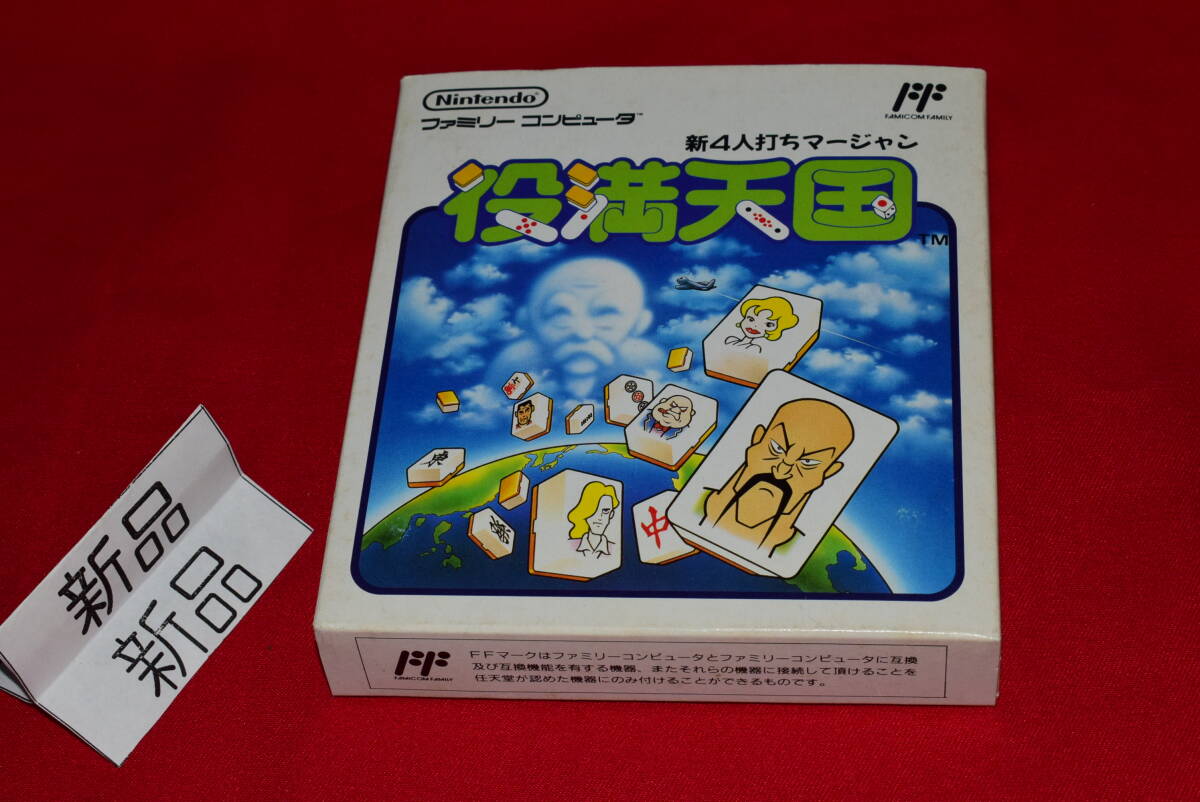 Nintendo
ファミリー コンピュータ™
FF
FAMICOM FAMILY
新4人打ちマージャン
役満天国
TM
東
中
FF
FAMICOM FAMILY
FFマークはファミリーコンピュータとファミリーコンピュータに互換
及び互換機能を有する機器、またそれらの機器に接続して頂けることを
任天堂が認めた機器にのみ付けることができるものです。
新品
新品